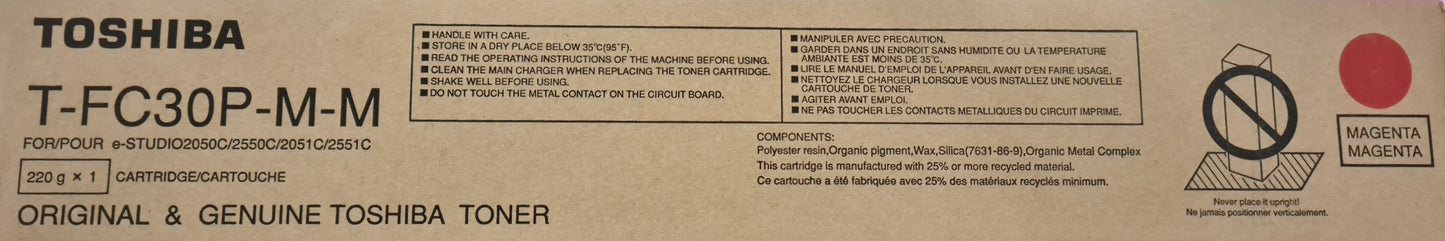 TOSHIBA
T-FC30P-M-M
FOR/POUR e-STUDIO2050C/2550C/2051C/2551C
220 g × 1 CARTRIDGE/CARTOUCHE
ORIGINAL & GENUINE TOSHIBA TONER
■ HANDLE WITH CARE.
■ STORE IN A DRY PLACE BELOW 35℃(95˚F).
■ READ THE OPERATING INSTRUCTIONS OF THE MACHINE BEFORE USING.
■ CLEAN THE MAIN CHARGER WHEN REPLACING THE TONER CARTRIDGE.
■ SHAKE WELL BEFORE USING.
■ DO NOT TOUCH THE METAL CONTACT ON THE CIRCUIT BOARD.
■ MANIPULER AVEC PRECAUTION.
■ GARDER DANS UN ENDROIT SANS HUMIDITE OU LA TEMPERATURE
AMBIANTE EST MOINS DE 35℃.
■ LIRE LE MANUEL D'EMPLOI DE L'APPAREIL AVANT D'EN FAIRE USAGE.
■ NETTOYEZ LE CHARGEUR LORSQUE VOUS INSTALLEZ UNE NOUVELLE
CARTOUCHE DE TONER.
■ AGITER AVANT EMPLOI.
■ NE PAS TOUCHER LES CONTACTS METALLIQUES DU CIRCUIT IMPRIME.
COMPONENTS:
Polyester resin,Organic pigment,Wax,Silica(7631-86-9),Organic Metal Complex
This cartridge is manufactured with 25% or more recycled material.
Ce cartouche a été fabriquée avec 25% des matériaux recyclés minimum.
Never place it upright!
Ne jamais positionner verticalement.
MAGENTA
MAGENTA